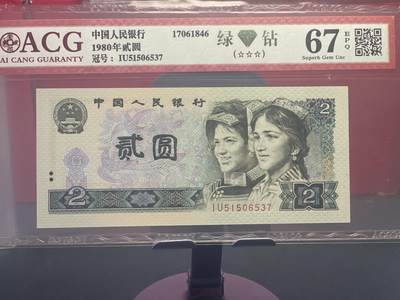 ACG
AI CANG GUARANTY
中国人民银行
1980年贰圆
冠号：IU51506537
17061846
绿 钻
(☆☆☆)
67 EPQ
Superb Gem Unc
中国人民银行
贰圆
2
2
2
IU51506537